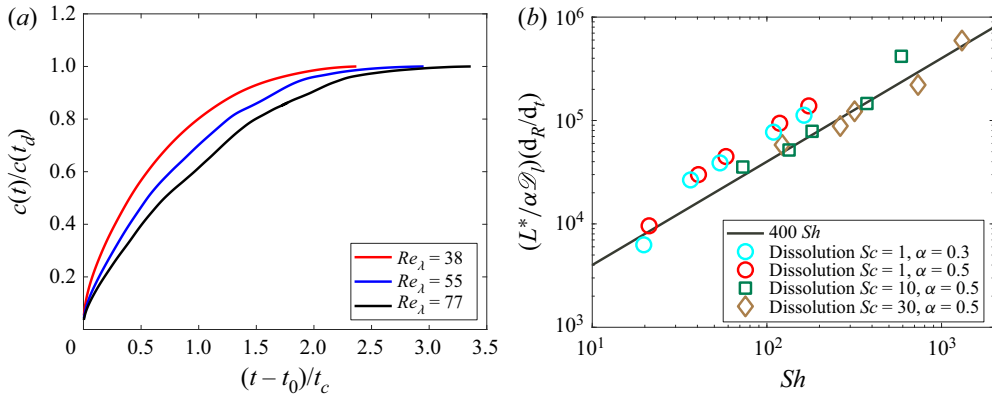 (a)
1.0
0.8
0.6
0.4
0.2
0
0.5
1.0
1.5
2.0
2.5
3.0
3.5
c(t)/c(t_d)
(t − t_0)/t_c
Re_λ = 38
Re_λ = 55
Re_λ = 77
(b)
10^6
10^5
10^4
10^3
10^1
10^2
10^3
(L*/α𝒟_l)(d_R/d_t)
Sh
400 Sh
Dissolution Sc = 1, α = 0.3
Dissolution Sc = 1, α = 0.5
Dissolution Sc = 10, α = 0.5
Dissolution Sc = 30, α = 0.5